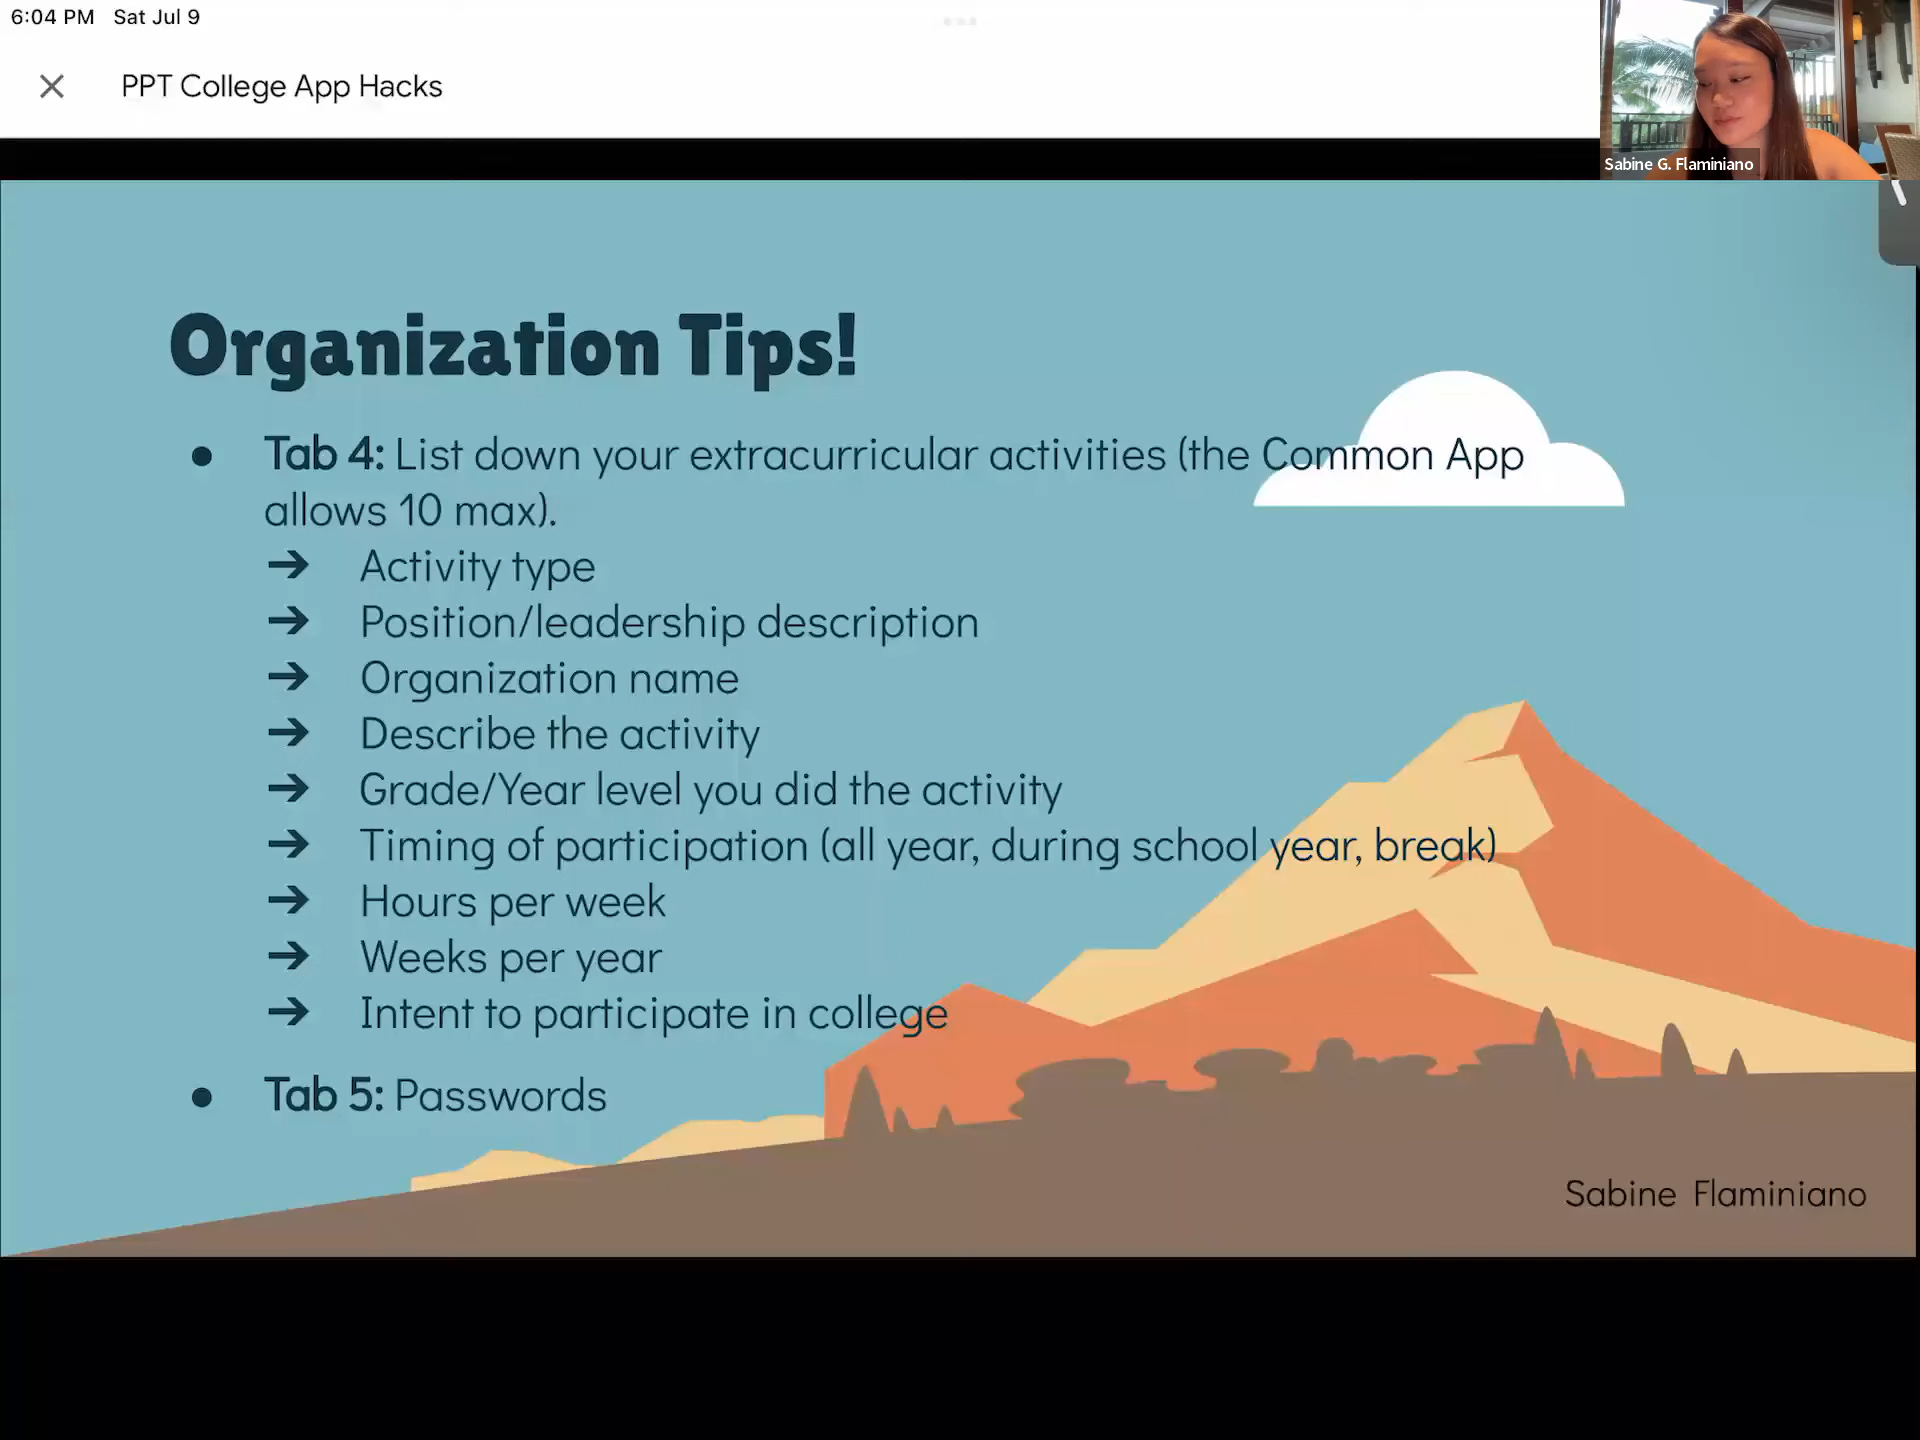 6:04 PM Sat Jul 9
PPT College App Hacks
Sabine G. Flaminiano
Organization Tips!
● Tab 4: List down your extracurricular activities (the Common App
allows 10 max).
➔ Activity type
➔ Position/leadership description
➔ Organization name
➔ Describe the activity
➔ Grade/Year level you did the activity
➔ Timing of participation (all year, during school year, break)
➔ Hours per week
➔ Weeks per year
➔ Intent to participate in college
● Tab 5: Passwords
Sabine Flaminiano